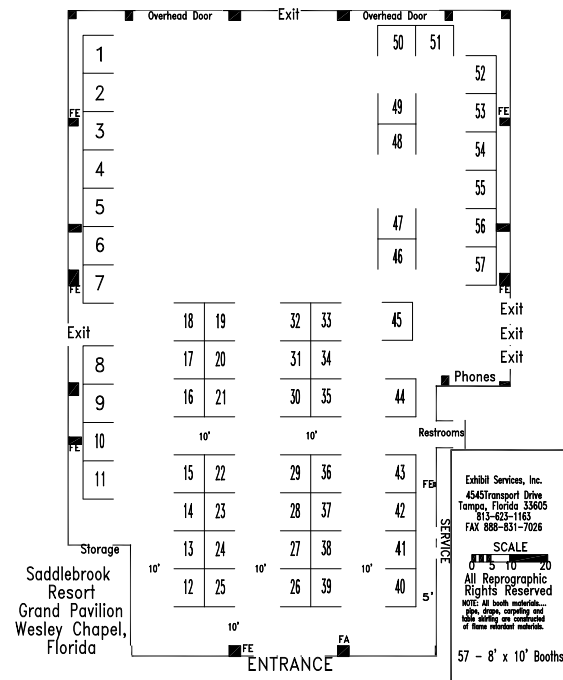 Overhead Door Exit Overhead Door
50 51
1
52
2
49 53 FE
FE
3
48
54
4
55
5
47 56
6
46 57
7
FE FE
18 19 32 33 45 Exit
Exit Exit
17 20 31 34 Exit
8
Phones
16 21 30 35 44
9
10' 10' Restrooms
10
FE
15 22 29 36 43
11
FE
14 23 28 37 42
13 24 27 38 41 SERVICE
Storage
10' 10' 10'
12 25 26 39 40 5'
10'
FE FA
ENTRANCE
Saddlebrook
Resort
Grand Pavilion
Wesley Chapel,
Florida
Exhibit Services, Inc.
4545Transport Drive
Tampa, Florida 33605
813-623-1163
FAX 888-831-7026
SCALE
0 5 10 20
All Reprographic
Rights Reserved
NOTE: All booth materials....
pipe, drape, carpeting and
table skirting are constructed
of flame retardant materials.
57 - 8' x 10' Booths